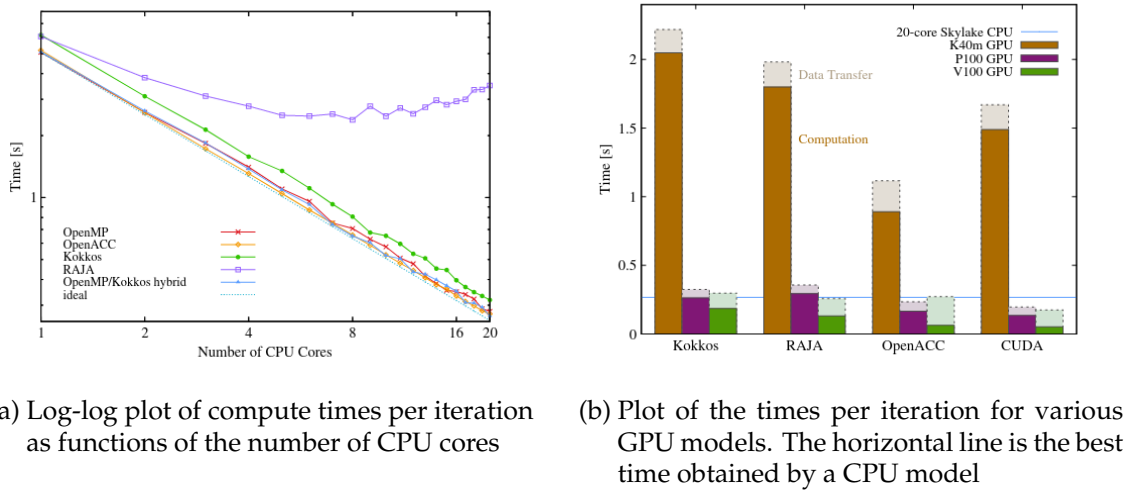 Time [s]
1
OpenMP
OpenACC
Kokkos
RAJA
OpenMP/Kokkos hybrid
ideal
1 2 4 8 16 20
Number of CPU Cores
a) Log-log plot of compute times per iteration
as functions of the number of CPU cores
Time [s]
2
1.5
1
0.5
0
20-core Skylake CPU
K40m GPU
P100 GPU
V100 GPU
Data Transfer
Computation
Kokkos RAJA OpenACC CUDA
(b) Plot of the times per iteration for various
GPU models. The horizontal line is the best
time obtained by a CPU model